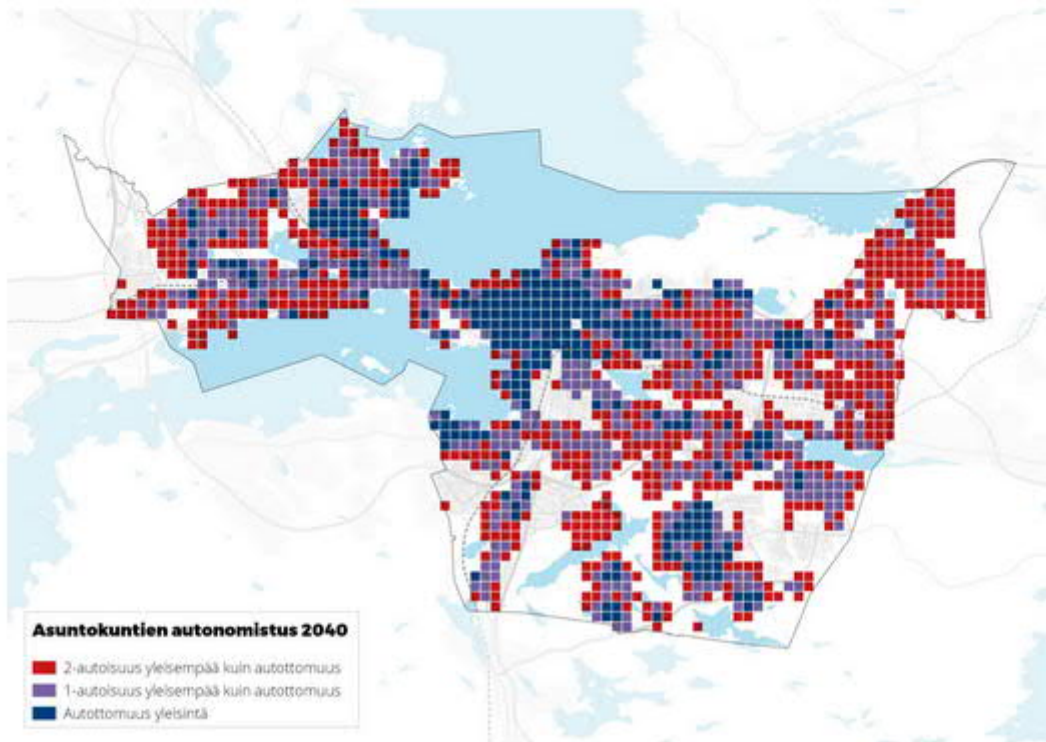 Asuntokuntien autonomistus 2040
2-autoisuus yleisempää kuin autottomuus
1-autoisuus yleisempää kuin autottomuus
Autottomuus yleisintä